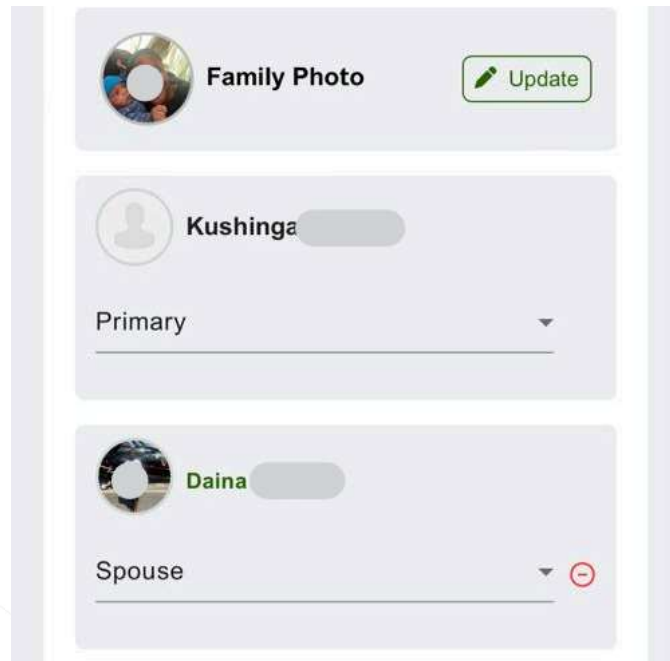 Family Photo
Update
Kushinga
Primary
Daina
Spouse